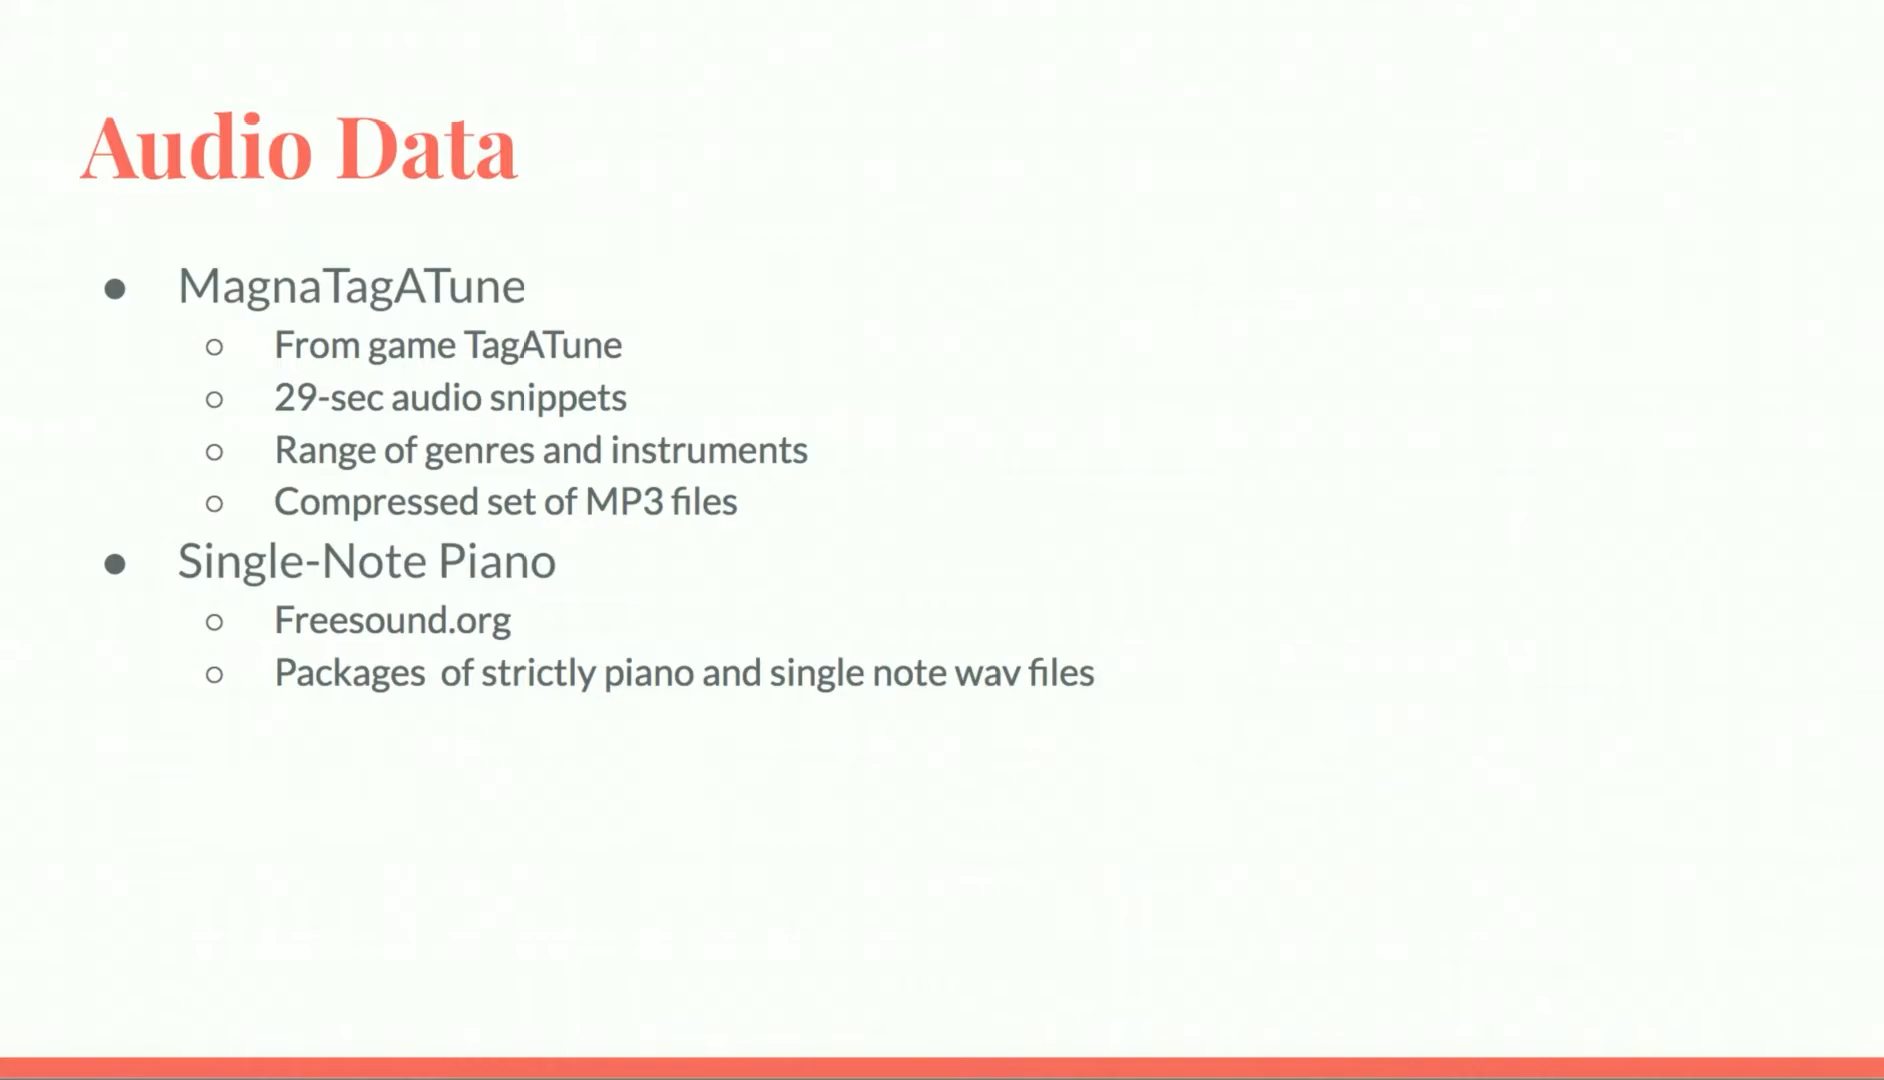 Audio Data
● MagnaTagATune
○ From game TagATune
○ 29-sec audio snippets
○ Range of genres and instruments
○ Compressed set of MP3 files
● Single-Note Piano
○ Freesound.org
○ Packages  of strictly piano and single note wav files